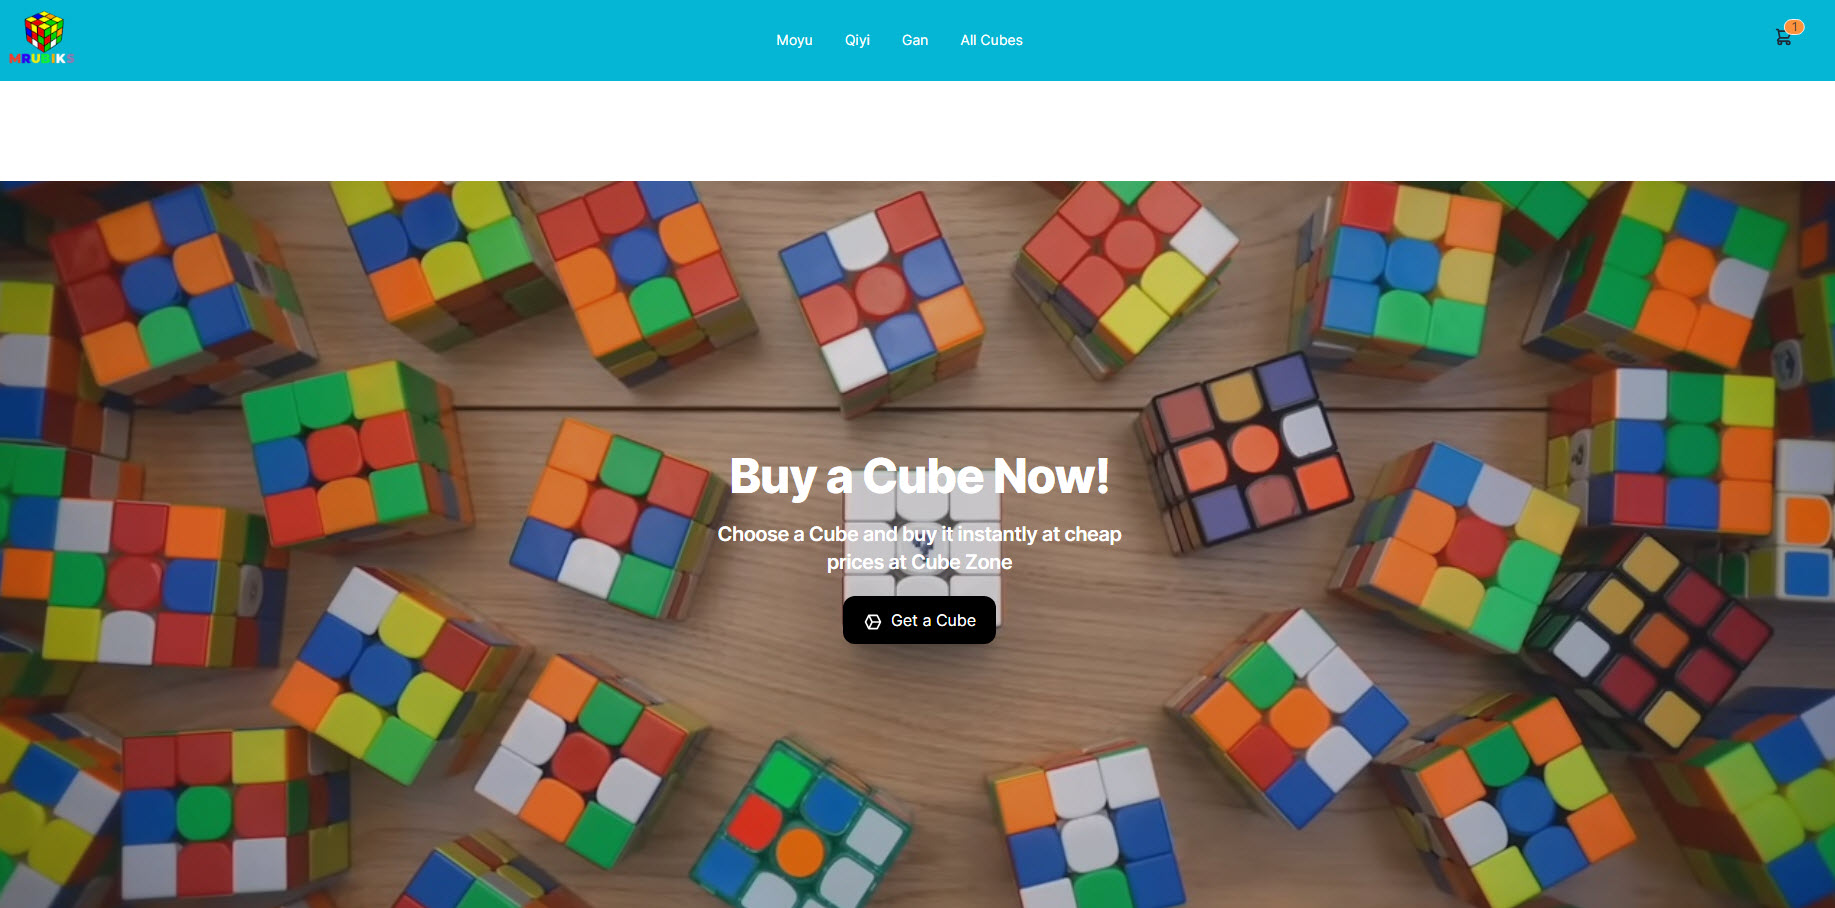 MRUBIKS
Moyu
Qiyi
Gan
All Cubes
1
Buy a Cube Now!
Choose a Cube and buy it instantly at cheap
prices at Cube Zone
Get a Cube